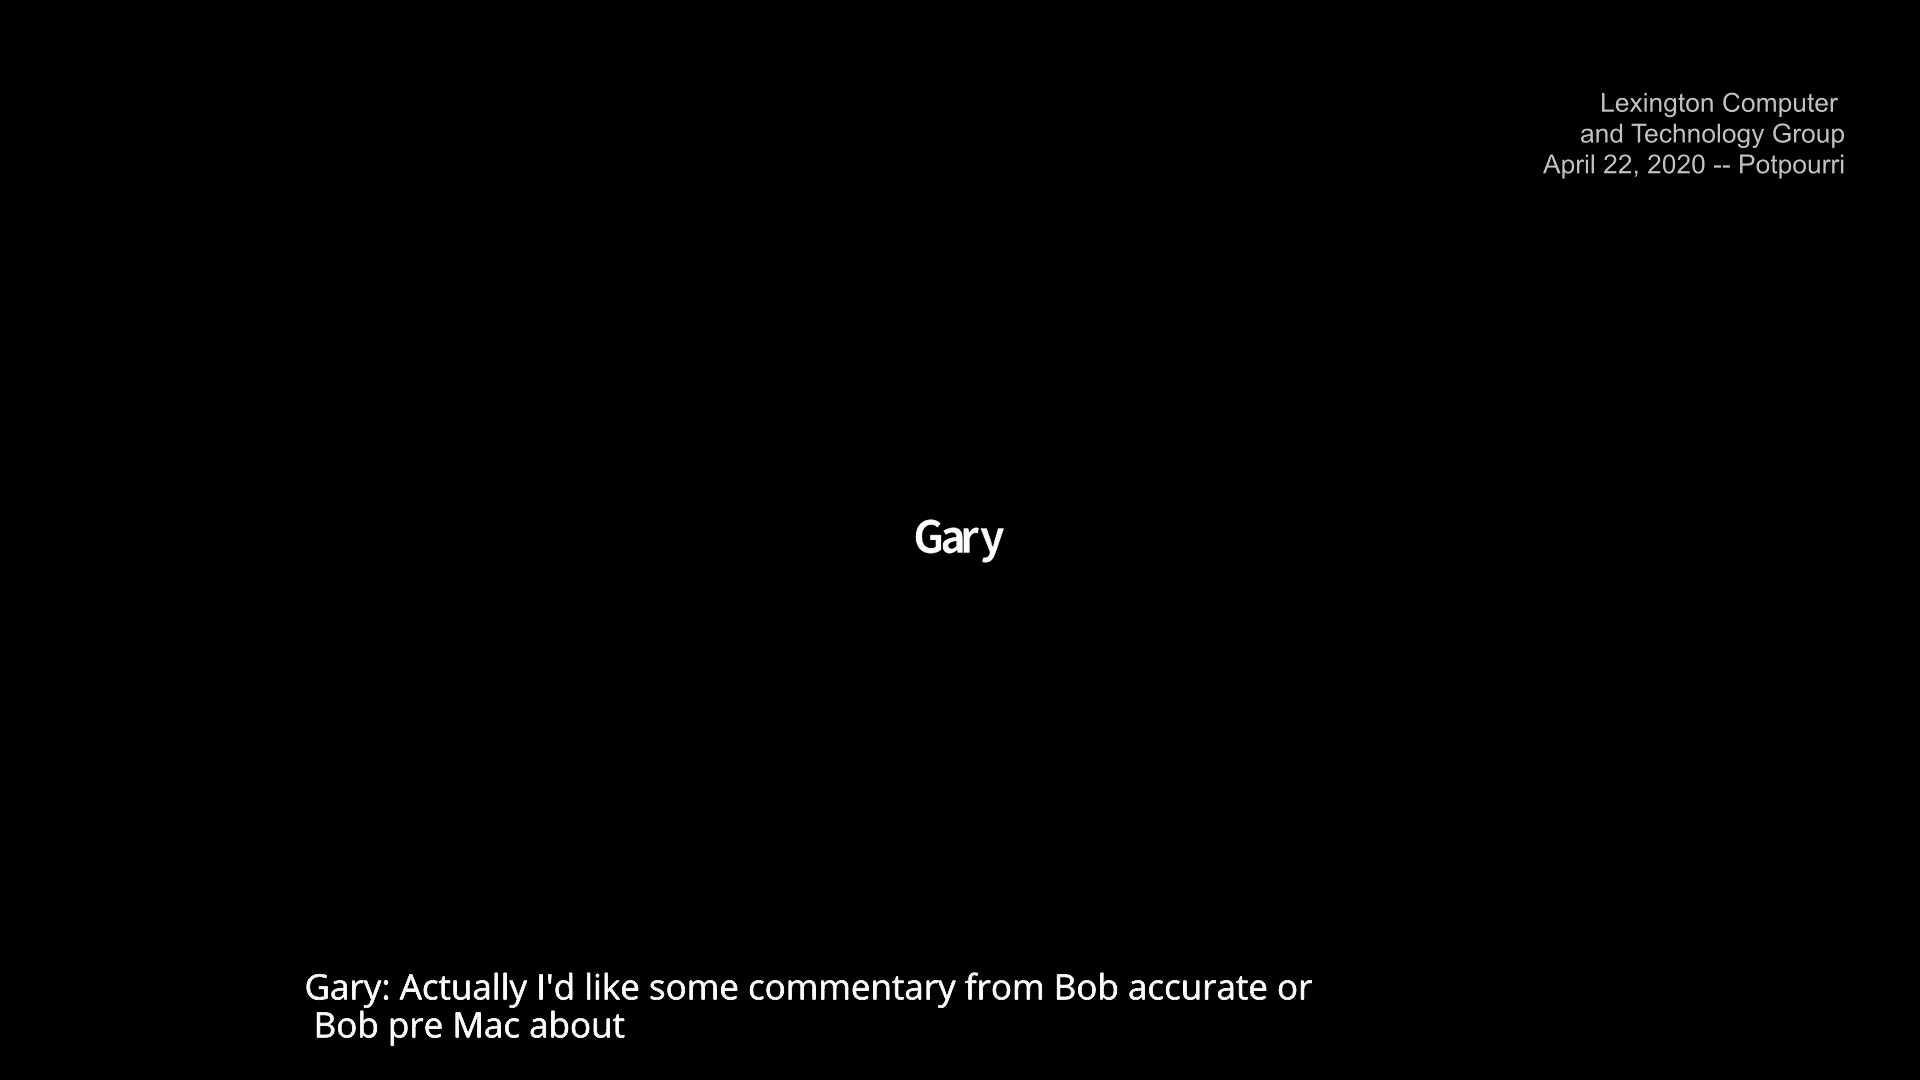 Lexington Computer
and Technology Group
April 22, 2020 -- Potpourri
Gary
Gary: Actually I'd like some commentary from Bob accurate or
Bob pre Mac about